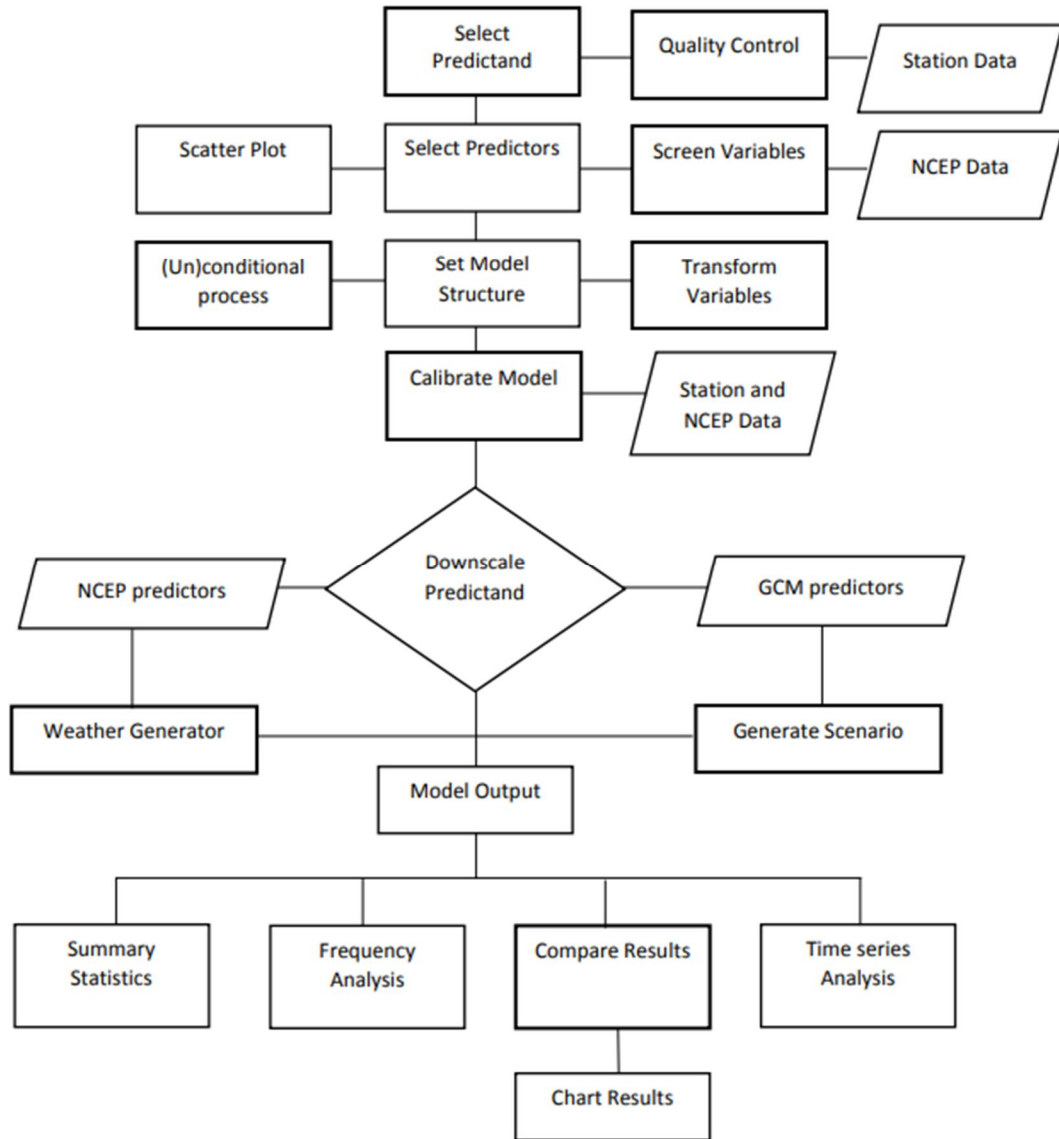 Select
Predictand
Quality Control
Station Data
Scatter Plot
Select Predictors
Screen Variables
NCEP Data
(Un)conditional
process
Set Model
Structure
Transform
Variables
Calibrate Model
Station and
NCEP Data
Downscale
Predictand
NCEP predictors
GCM predictors
Weather Generator
Generate Scenario
Model Output
Summary
Statistics
Frequency
Analysis
Compare Results
Time series
Analysis
Chart Results